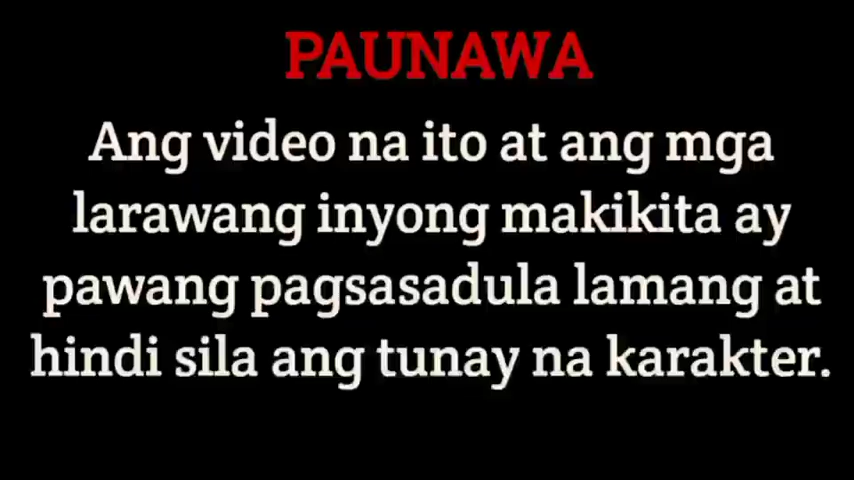 PAUNAWA
Ang video na ito at ang mga
larawang inyong makikita ay
pawang pagsasadula lamang at
hindi sila ang tunay na karakter.